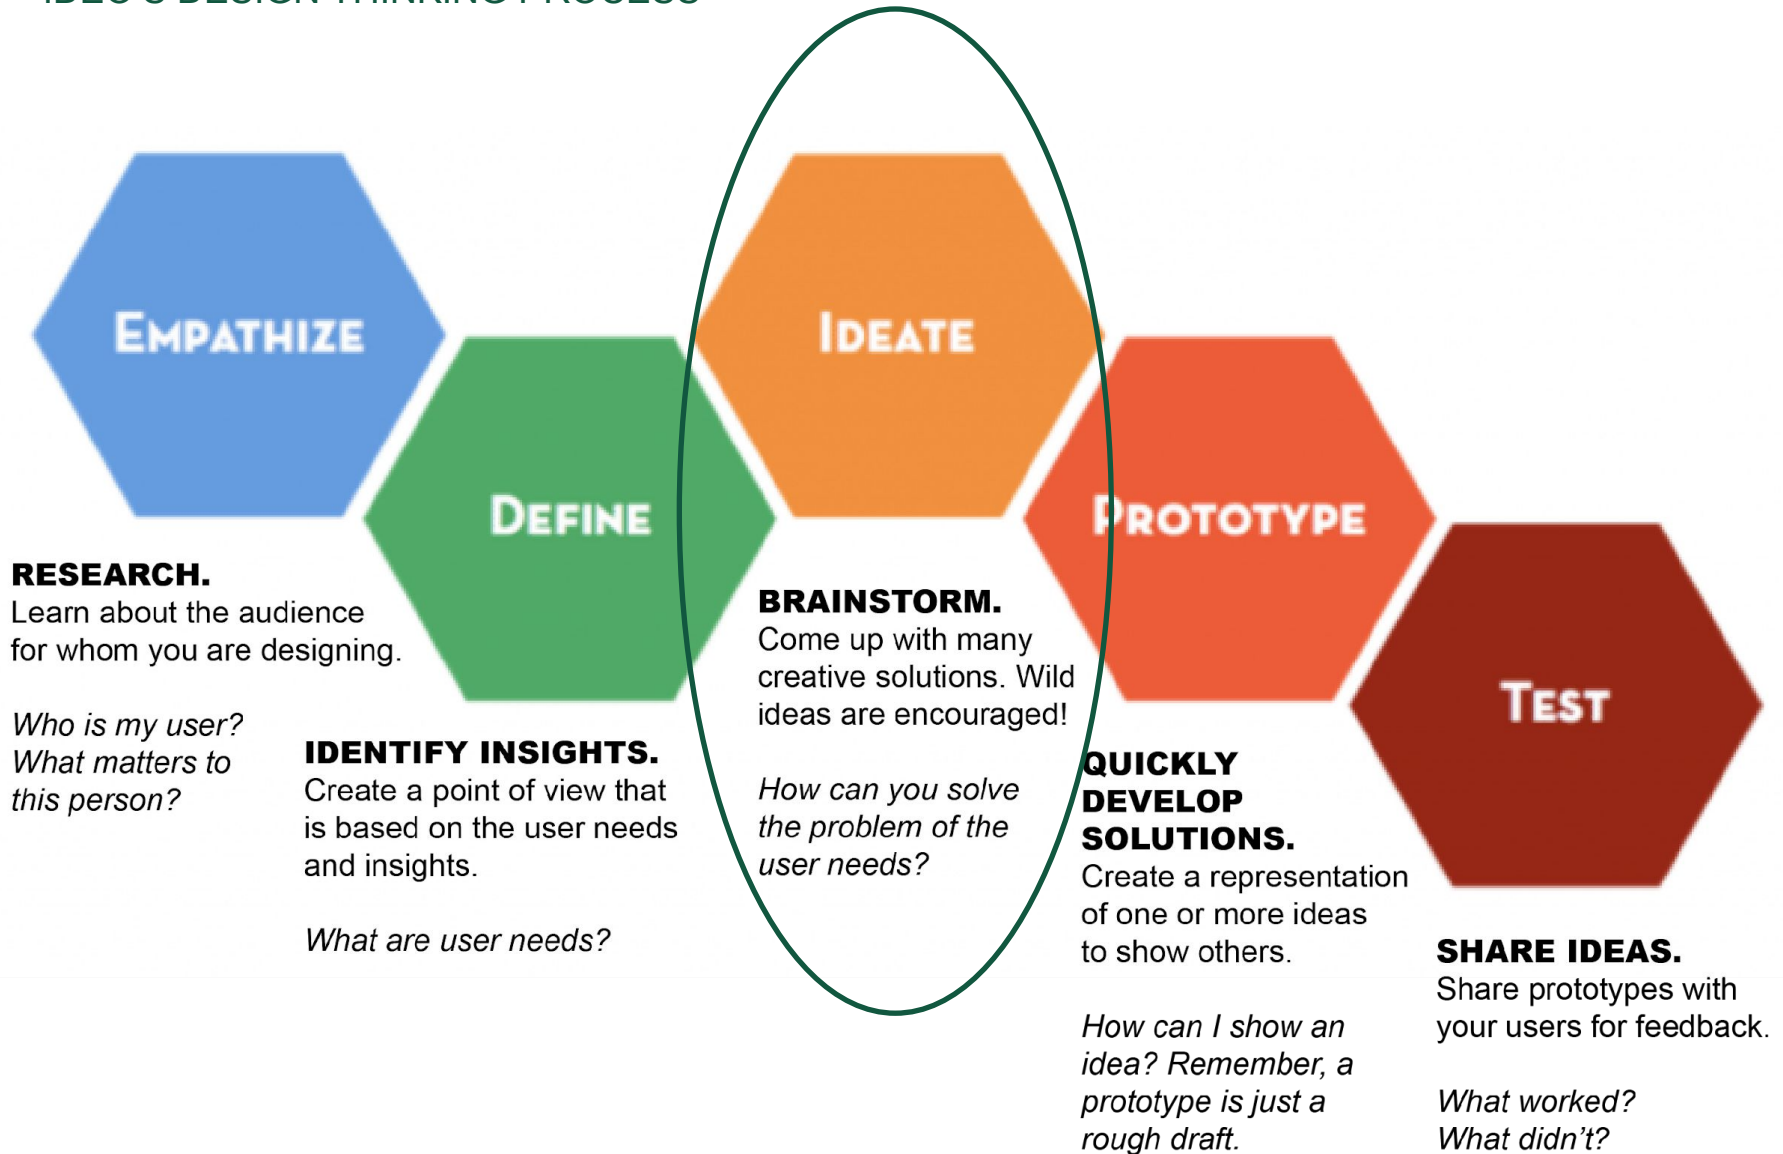 IDEO'S DESIGN THINKING PROCESS
EMPATHIZE
RESEARCH.
Learn about the audience
for whom you are designing.
Who is my user?
What matters to
this person?
DEFINE
IDENTIFY INSIGHTS.
Create a point of view that
is based on the user needs
and insights.
What are user needs?
IDEATE
BRAINSTORM.
Come up with many
creative solutions. Wild
ideas are encouraged!
How can you solve
the problem of the
user needs?
PROTOTYPE
QUICKLY
DEVELOP
SOLUTIONS.
Create a representation
of one or more ideas
to show others.
How can I show an
idea? Remember, a
prototype is just a
rough draft.
TEST
SHARE IDEAS.
Share prototypes with
your users for feedback.
What worked?
What didn't?